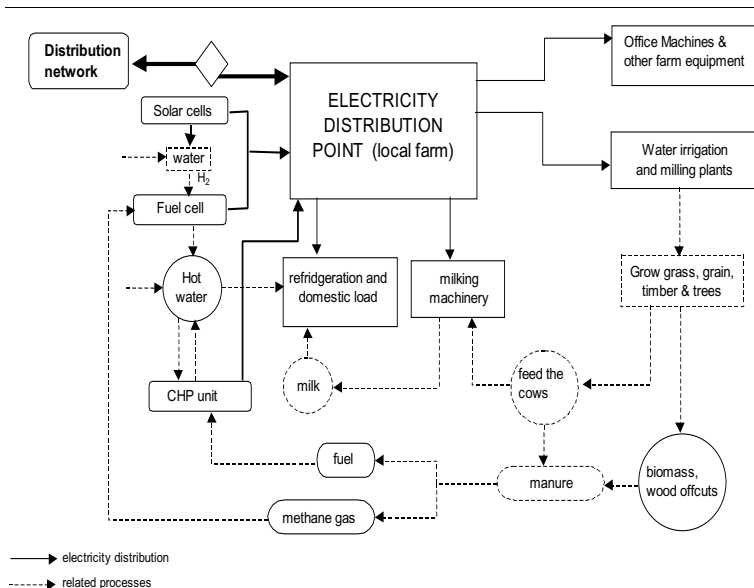 Distribution
network
ELECTRICITY
DISTRIBUTION
POINT (local farm)
Office Machines &
other farm equipment
Solar cells
water
H2
Fuel cell
Water irrigation
and milling plants
Hot
water
refridgeration and
domestic load
milking
machinery
Grow grass, grain,
timber & trees
CHP unit
milk
feed the
cows
fuel
manure
biomass,
wood offcuts
methane gas
electricity distribution
related processes